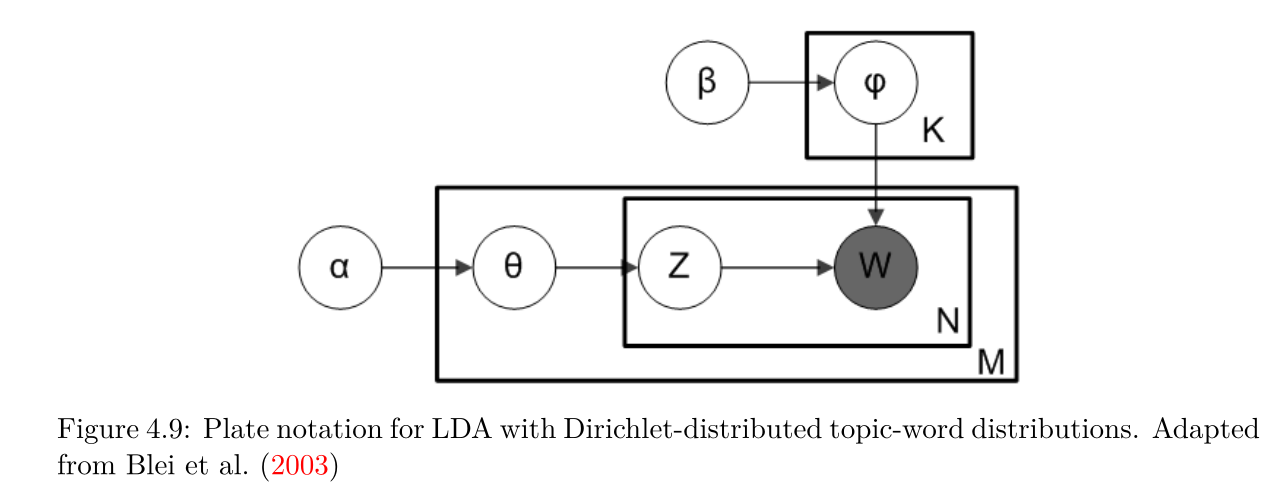 β
φ
K
α
θ
Z
W
N
M
Figure 4.9: Plate notation for LDA with Dirichlet-distributed topic-word distributions. Adapted
from Blei et al. (2003)